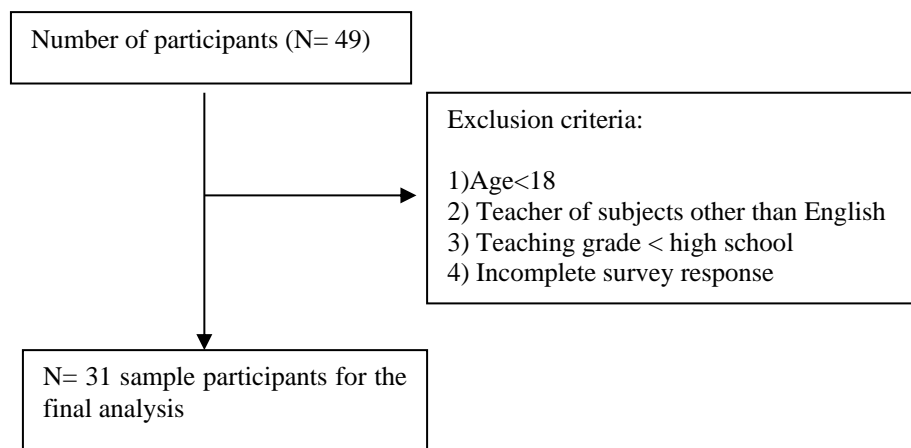 Number of participants (N= 49)
Exclusion criteria:
1)Age<18
2) Teacher of subjects other than English
3) Teaching grade < high school
4) Incomplete survey response
N= 31 sample participants for the
final analysis